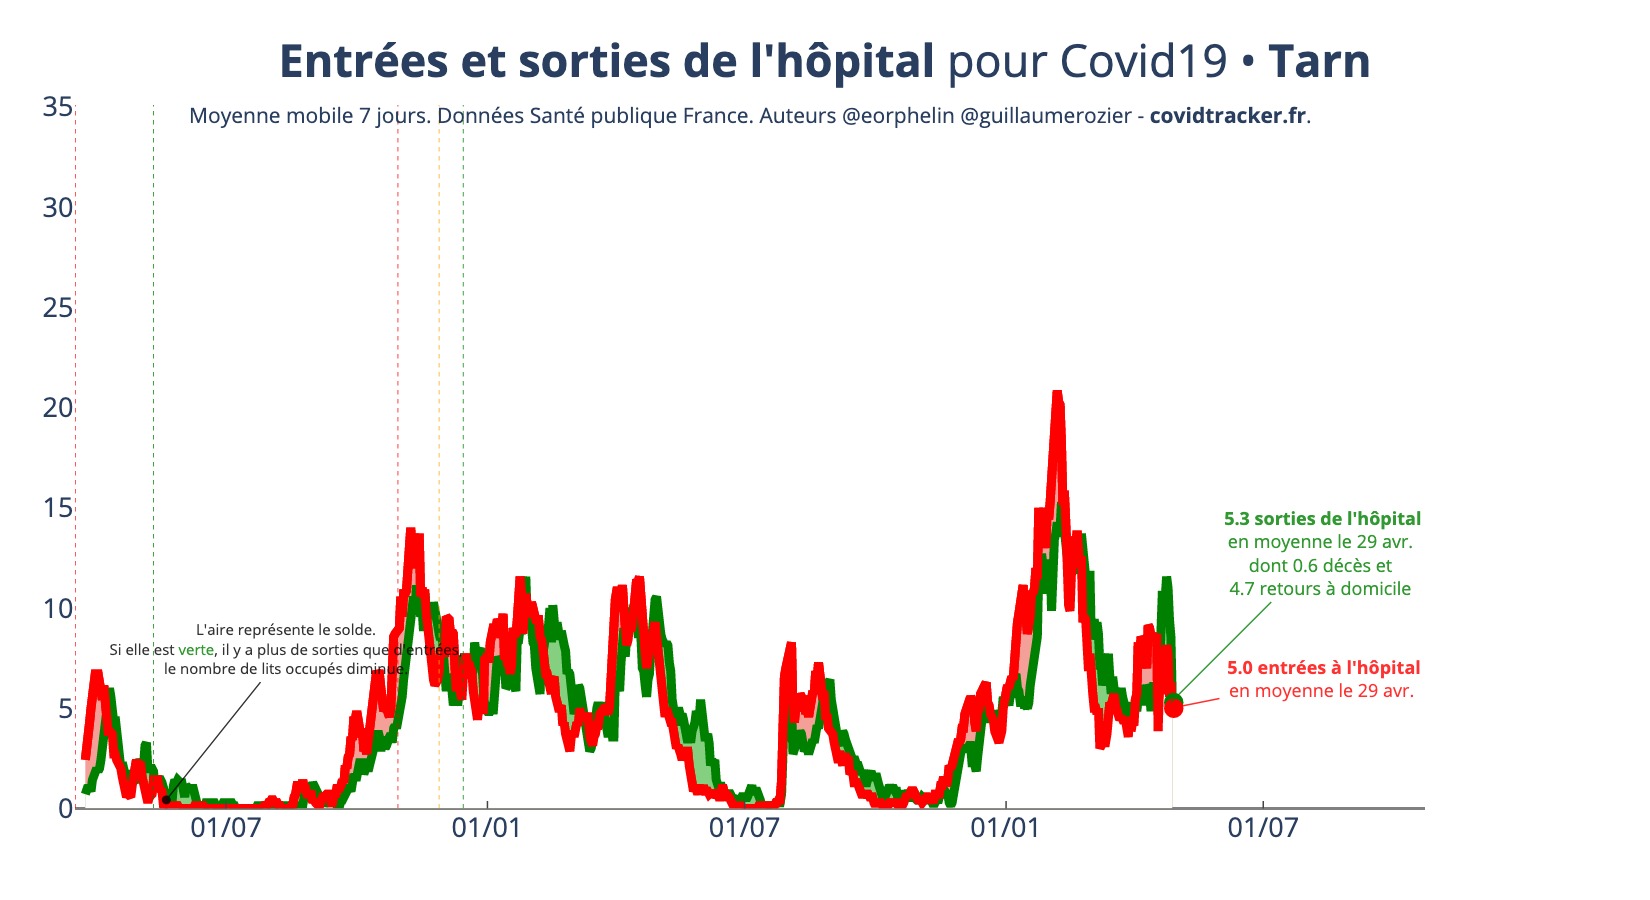 Entrées et sorties de l'hôpital pour Covid19 • Tarn
Moyenne mobile 7 jours. Données Santé publique France. Auteurs @eorphelin @guillaumerozier - covidtracker.fr.
35
30
25
20
15
10
5
0
L'aire représente le solde.
Si elle est verte, il y a plus de sorties que d'entrées,
le nombre de lits occupés diminue.
5.3 sorties de l'hôpital
en moyenne le 29 avr.
dont 0.6 décès et
4.7 retours à domicile
5.0 entrées à l'hôpital
en moyenne le 29 avr.
01/07
01/01
01/07
01/01
01/07